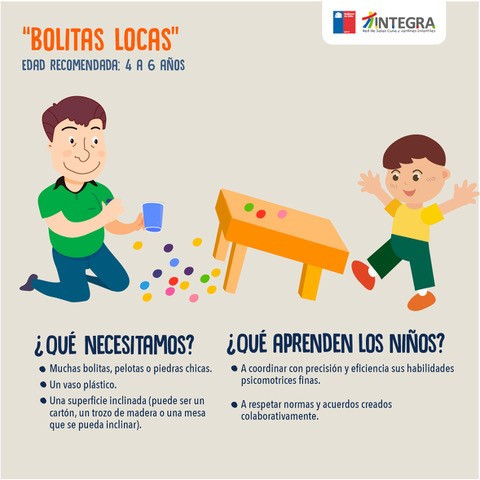 “BOLITAS LOCAS”
EDAD RECOMENDADA: 4 A 6 AÑOS
INTEGRA
Red de Salas Cuna y Jardines Infantiles
¿QUÉ NECESITAMOS?
Muchas bolitas, pelotas o piedras chicas.
Un vaso plástico.
Una superficie inclinada (puede ser un
cartón, un trozo de madera o una mesa
que se pueda inclinar).
¿QUÉ APRENDEN LOS NIÑOS?
A coordinar con precisión y eficiencia sus habilidades
psicomotrices finas.
A respetar normas y acuerdos creados
colaborativamente.